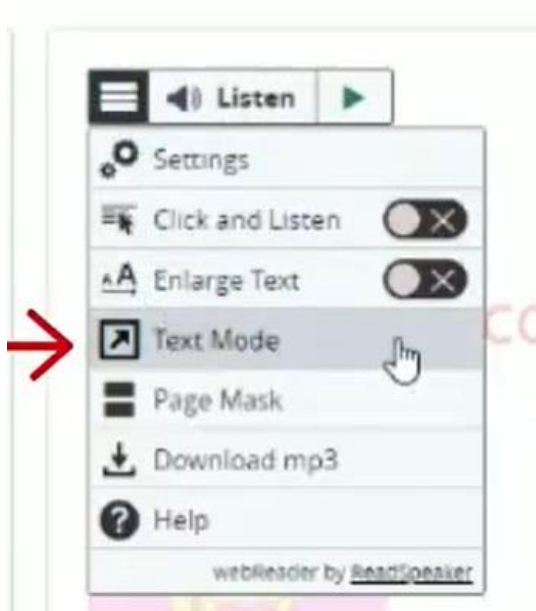 Listen
Settings
Click and Listen
Enlarge Text
Text Mode
Page Mask
Download mp3
Help
webReader by ReadSpeaker